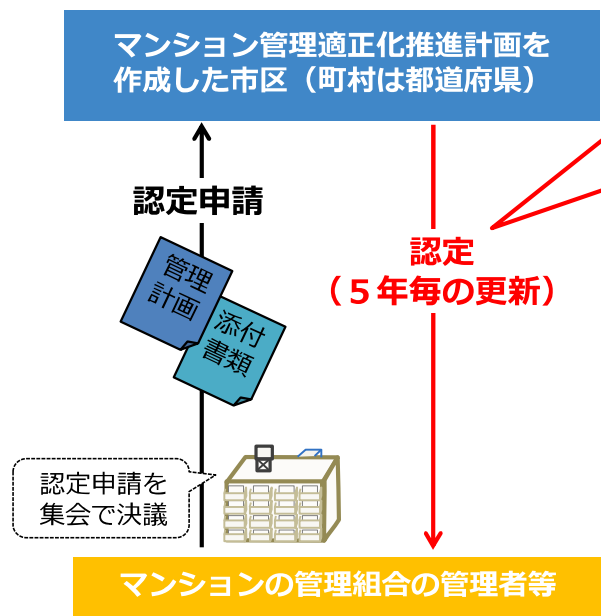 マンション管理適正化推進計画を
作成した市区（町村は都道府県）
認定申請
管理
計画
添付
書類
認定
（５年毎の更新）
認定申請を
集会で決議
マンションの管理組合の管理者等